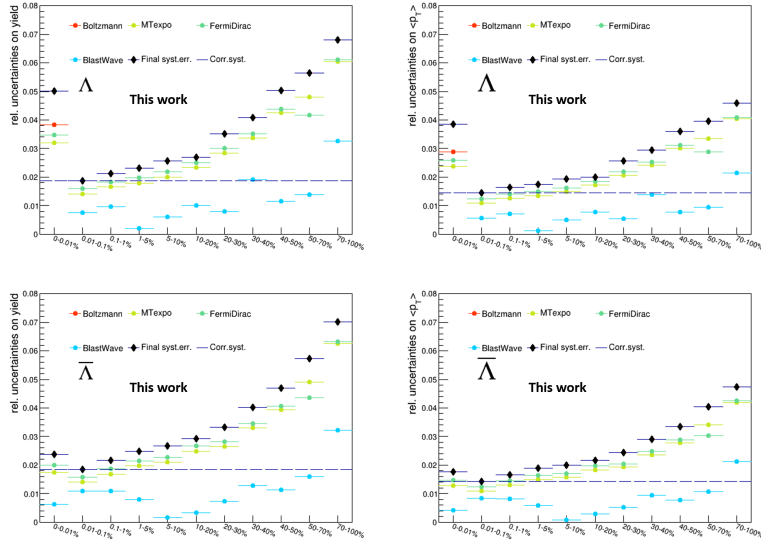 rel. uncertainties on yield
0.08
0.07
0.06
0.05
0.04
0.03
0.02
0.01
0
Boltzmann MTexpo FermiDirac
BlastWave Final syst.err. Corr.syst.
Λ
This work
0-0.01% 0.01-0.1% 0.1-1% 1-5% 5-10% 10-20% 20-30% 30-40% 40-50% 50-70% 70-100%
rel. uncertainties on <p_T>
0.08
0.07
0.06
0.05
0.04
0.03
0.02
0.01
0
Boltzmann MTexpo FermiDirac
BlastWave Final syst.err. Corr.syst.
Λ
This work
0-0.01% 0.01-0.1% 0.1-1% 1-5% 5-10% 10-20% 20-30% 30-40% 40-50% 50-70% 70-100%
rel. uncertainties on yield
0.08
0.07
0.06
0.05
0.04
0.03
0.02
0.01
0
Boltzmann MTexpo FermiDirac
BlastWave Final syst.err. Corr.syst.
Λ̅
This work
0-0.01% 0.01-0.1% 0.1-1% 1-5% 5-10% 10-20% 20-30% 30-40% 40-50% 50-70% 70-100%
rel. uncertainties on <p_T>
0.08
0.07
0.06
0.05
0.04
0.03
0.02
0.01
0
Boltzmann MTexpo FermiDirac
BlastWave Final syst.err. Corr.syst.
Λ̅
This work
0-0.01% 0.01-0.1% 0.1-1% 1-5% 5-10% 10-20% 20-30% 30-40% 40-50% 50-70% 70-100%